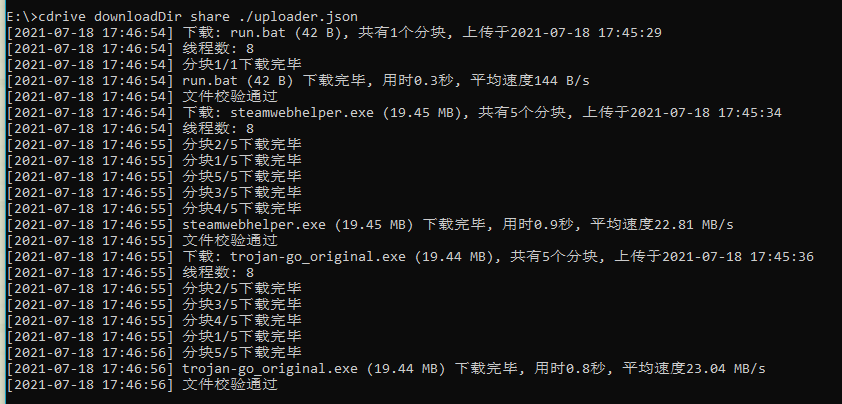 E:\>cdrive downloadDir share ./uploader.json
[2021-07-18 17:46:54] 下载: run.bat (42 B), 共有1个分块, 上传于2021-07-18 17:45:29
[2021-07-18 17:46:54] 线程数: 8
[2021-07-18 17:46:54] 分块1/1下载完毕
[2021-07-18 17:46:54] run.bat (42 B) 下载完毕, 用时0.3秒, 平均速度144 B/s
[2021-07-18 17:46:54] 文件校验通过
[2021-07-18 17:46:54] 下载: steamwebhelper.exe (19.45 MB), 共有5个分块, 上传于2021-07-18 17:45:34
[2021-07-18 17:46:54] 线程数: 8
[2021-07-18 17:46:55] 分块2/5下载完毕
[2021-07-18 17:46:55] 分块1/5下载完毕
[2021-07-18 17:46:55] 分块5/5下载完毕
[2021-07-18 17:46:55] 分块3/5下载完毕
[2021-07-18 17:46:55] 分块4/5下载完毕
[2021-07-18 17:46:55] steamwebhelper.exe (19.45 MB) 下载完毕, 用时0.9秒, 平均速度22.81 MB/s
[2021-07-18 17:46:55] 文件校验通过
[2021-07-18 17:46:55] 下载: trojan-go_original.exe (19.44 MB), 共有5个分块, 上传于2021-07-18 17:45:36
[2021-07-18 17:46:55] 线程数: 8
[2021-07-18 17:46:55] 分块2/5下载完毕
[2021-07-18 17:46:55] 分块3/5下载完毕
[2021-07-18 17:46:55] 分块4/5下载完毕
[2021-07-18 17:46:55] 分块1/5下载完毕
[2021-07-18 17:46:55] 分块5/5下载完毕
[2021-07-18 17:46:56] trojan-go_original.exe (19.44 MB) 下载完毕, 用时0.8秒, 平均速度23.04 MB/s
[2021-07-18 17:46:56] 文件校验通过